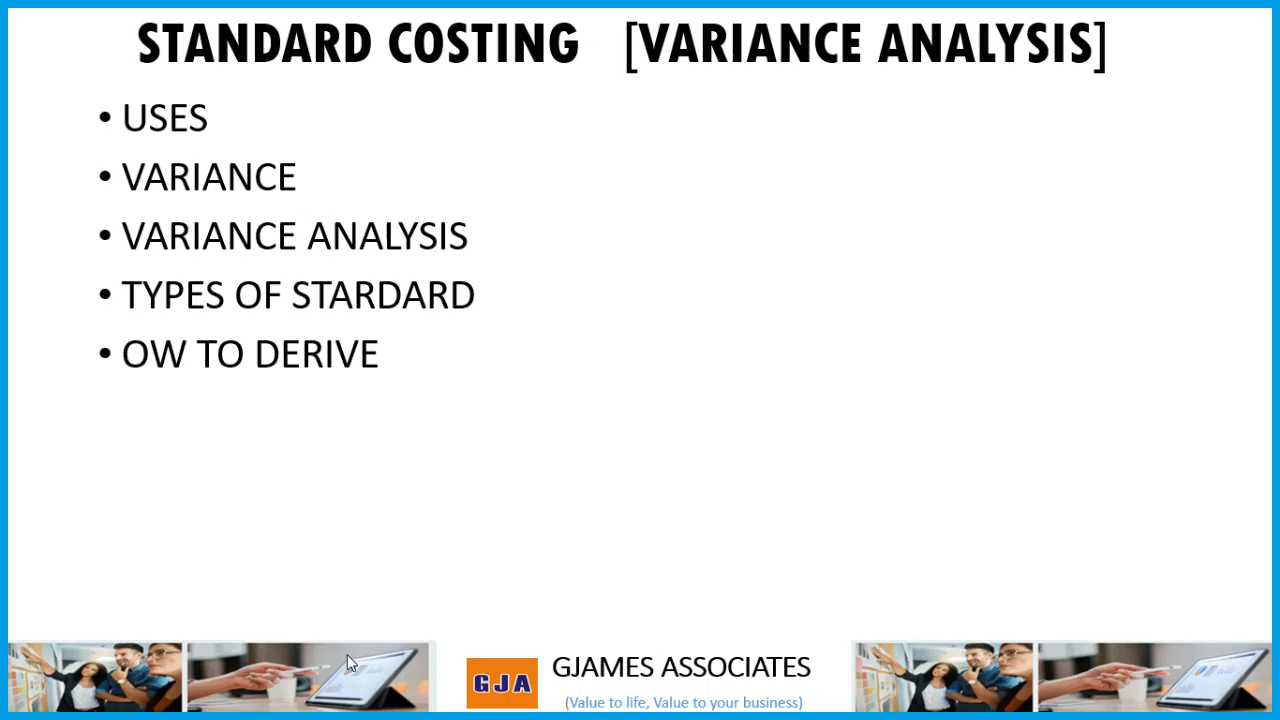 STANDARD COSTING [VARIANCE ANALYSIS]
• USES
• VARIANCE
• VARIANCE ANALYSIS
• TYPES OF STARDARD
• OW TO DERIVE
GJA
GJAMES ASSOCIATES
(Value to life, Value to your business)